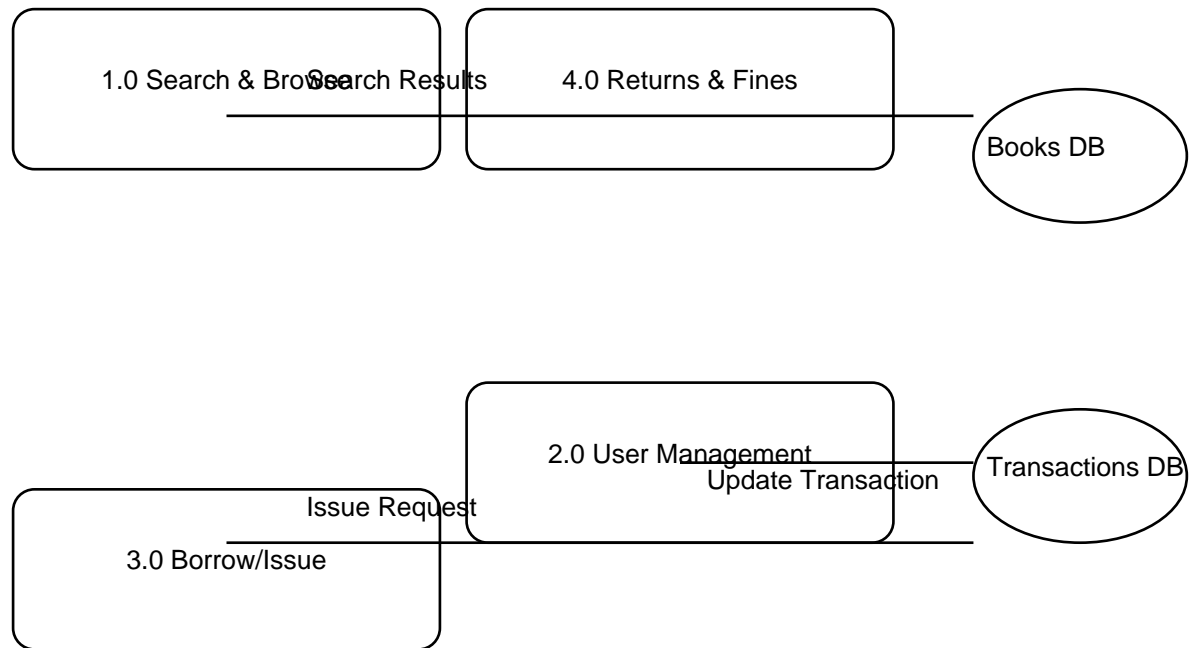 1.0 Search & Browse
Search Results
4.0 Returns & Fines
Books DB
2.0 User Management
Update Transaction
Transactions DB
Issue Request
3.0 Borrow/Issue